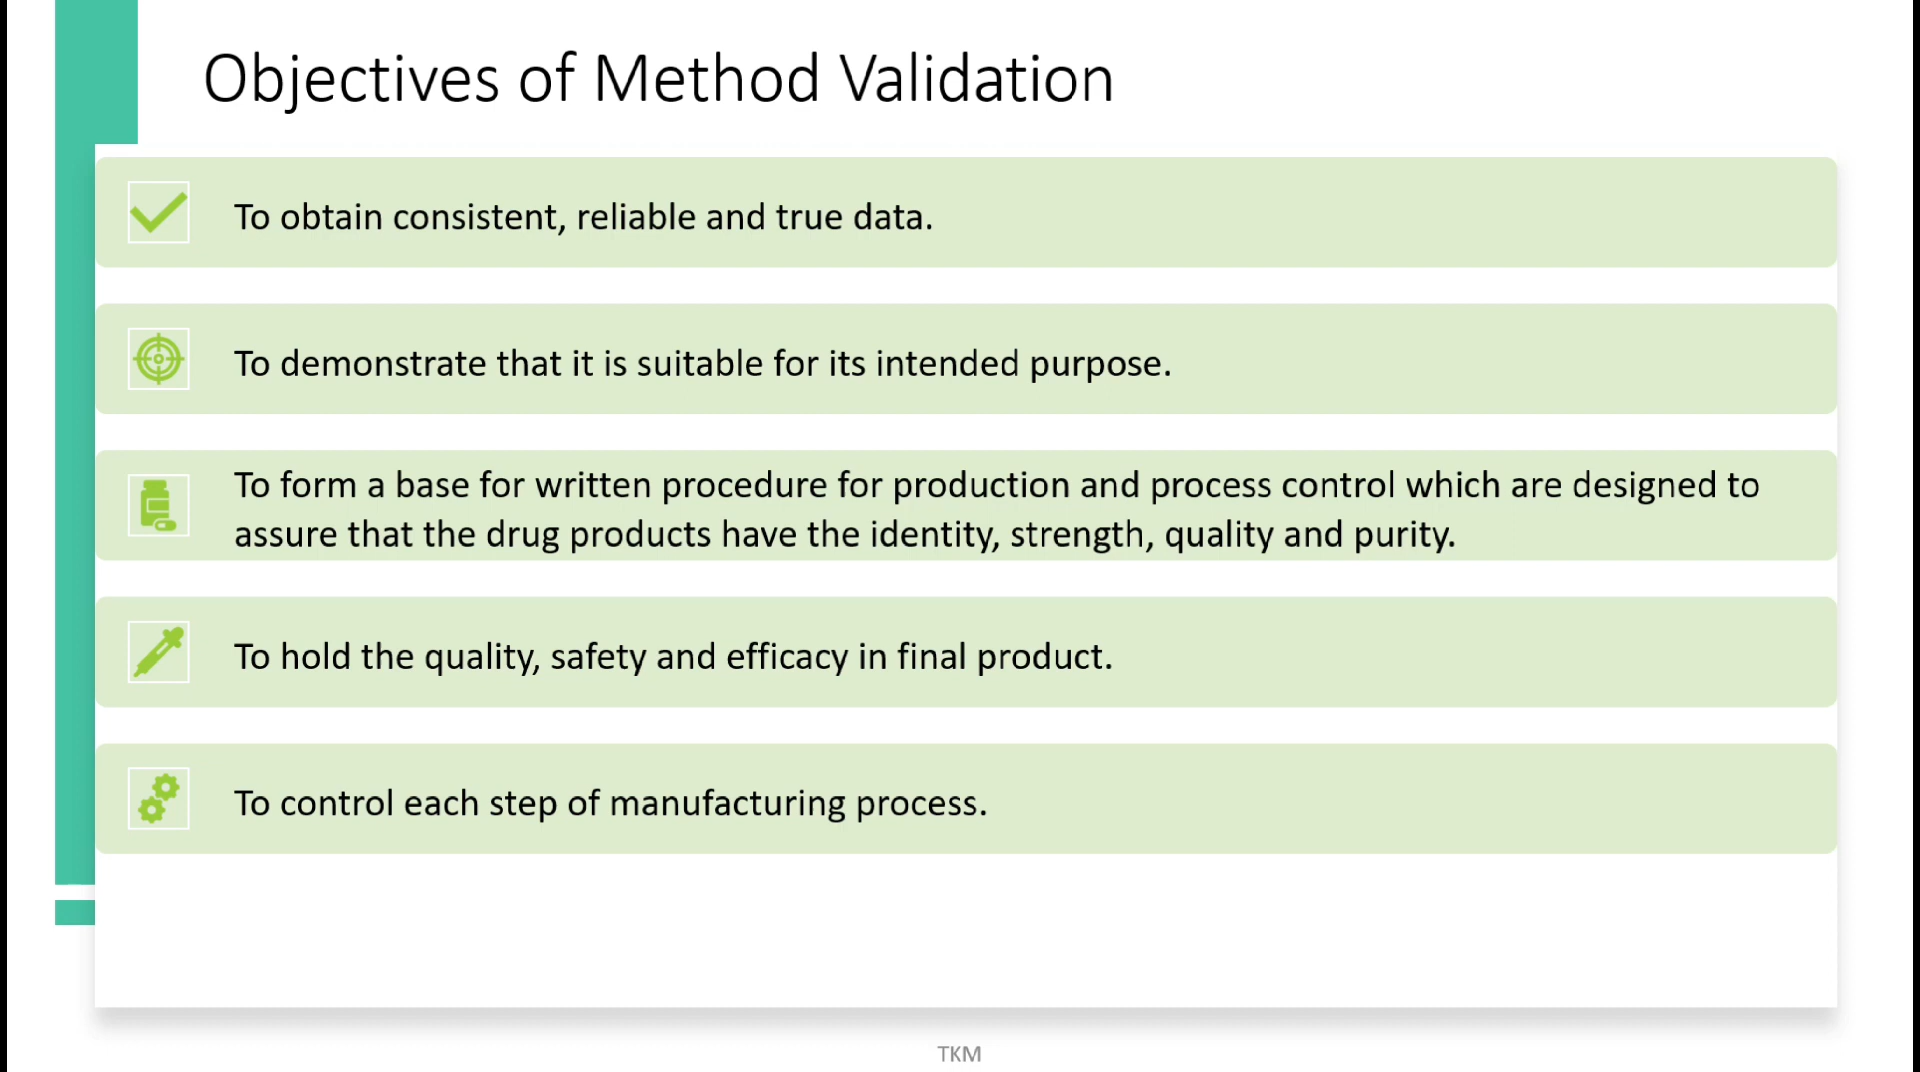 Objectives of Method Validation
To obtain consistent, reliable and true data.
To demonstrate that it is suitable for its intended purpose.
To form a base for written procedure for production and process control which are designed to
assure that the drug products have the identity, strength, quality and purity.
To hold the quality, safety and efficacy in final product.
To control each step of manufacturing process.
TKM